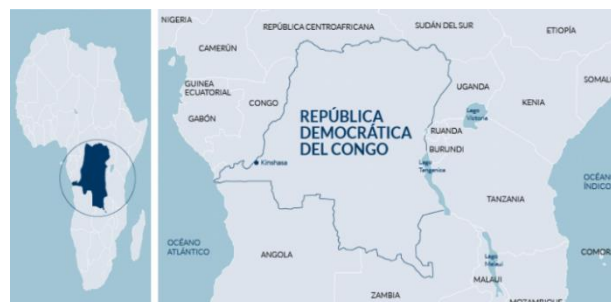 NIGERIA
REPÚBLICA CENTROAFRICANA
SUDÁN DEL SUR
ETIOPÍA
CAMERÚN
GUINEA
ECUATORIAL
CONGO
UGANDA
SOMALI
KENIA
GABÓN
REPÚBLICA
DEMOCRÁTICA
DEL CONGO
Lago
Victoria
RUANDA
BURUNDI
Kinshasa
Lago
Tanganica
OCÉANO
ÍNDICO
TANZANIA
OCÉANO
ATLÁNTICO
ANGOLA
Lago
Malaui
COMOR
MALAUI
ZAMBIA
MOZAMBIQUE